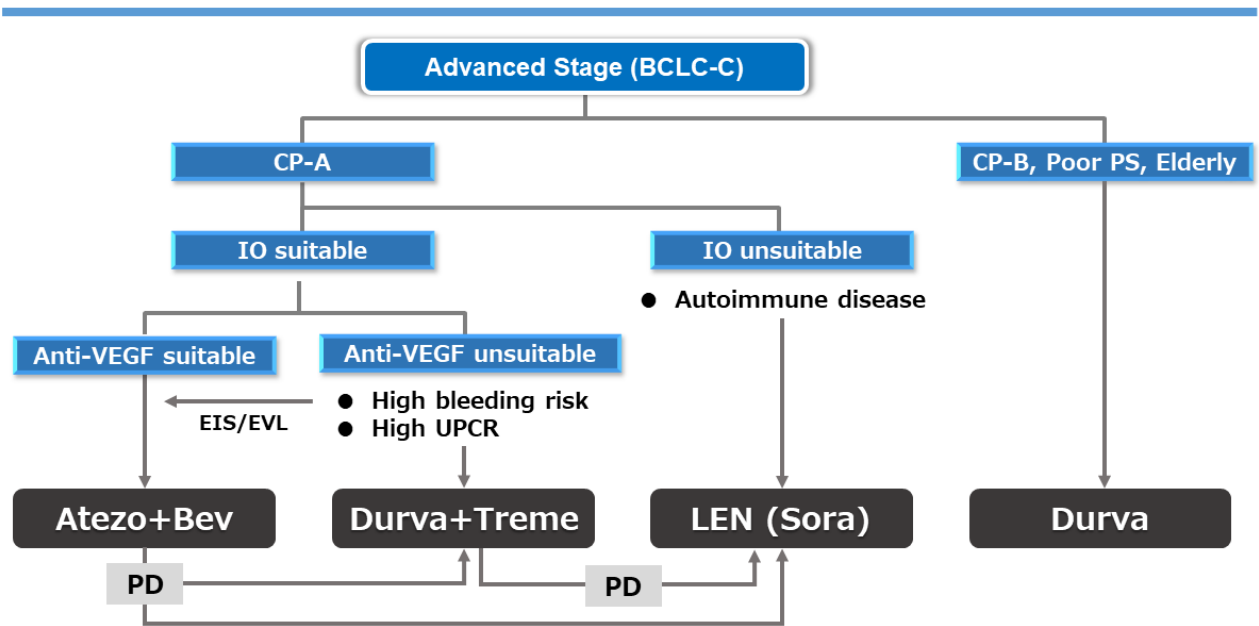 Advanced Stage (BCLC-C)
CP-A
CP-B, Poor PS, Elderly
IO suitable
IO unsuitable
● Autoimmune disease
Anti-VEGF suitable
Anti-VEGF unsuitable
● High bleeding risk
● High UPCR
EIS/EVL
Atezo+Bev
Durva+Treme
LEN (Sora)
Durva
PD
PD